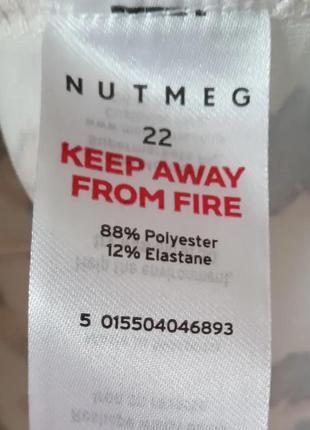 NUTMEG
22
KEEP AWAY
FROM FIRE
88% Polyester
12% Elastane
5 015504046893